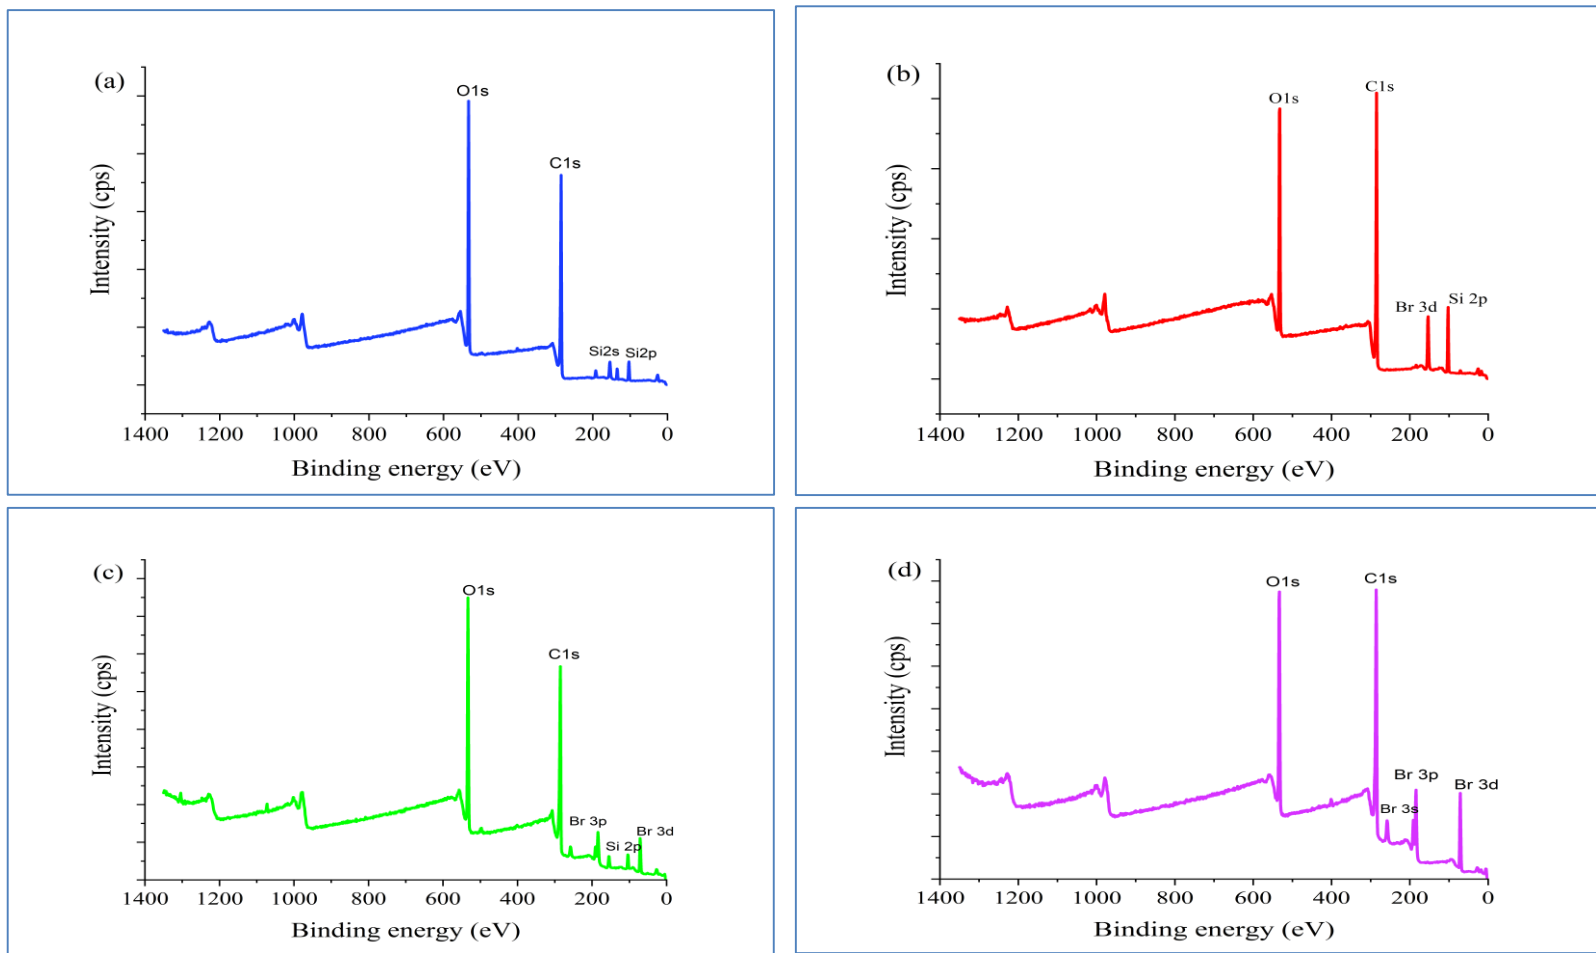 (a)
O1s
C1s
Si2s
Si2p
Intensity (cps)
1400 1200 1000 800 600 400 200 0
Binding energy (eV)
(b)
O1s
C1s
Br 3d
Si 2p
Intensity (cps)
1400 1200 1000 800 600 400 200 0
Binding energy (eV)
(c)
O1s
C1s
Br 3p
Si 2p
Br 3d
Intensity (cps)
1400 1200 1000 800 600 400 200 0
Binding energy (eV)
(d)
O1s
C1s
Br 3p
Br 3s
Br 3d
Intensity (cps)
1400 1200 1000 800 600 400 200 0
Binding energy (eV)